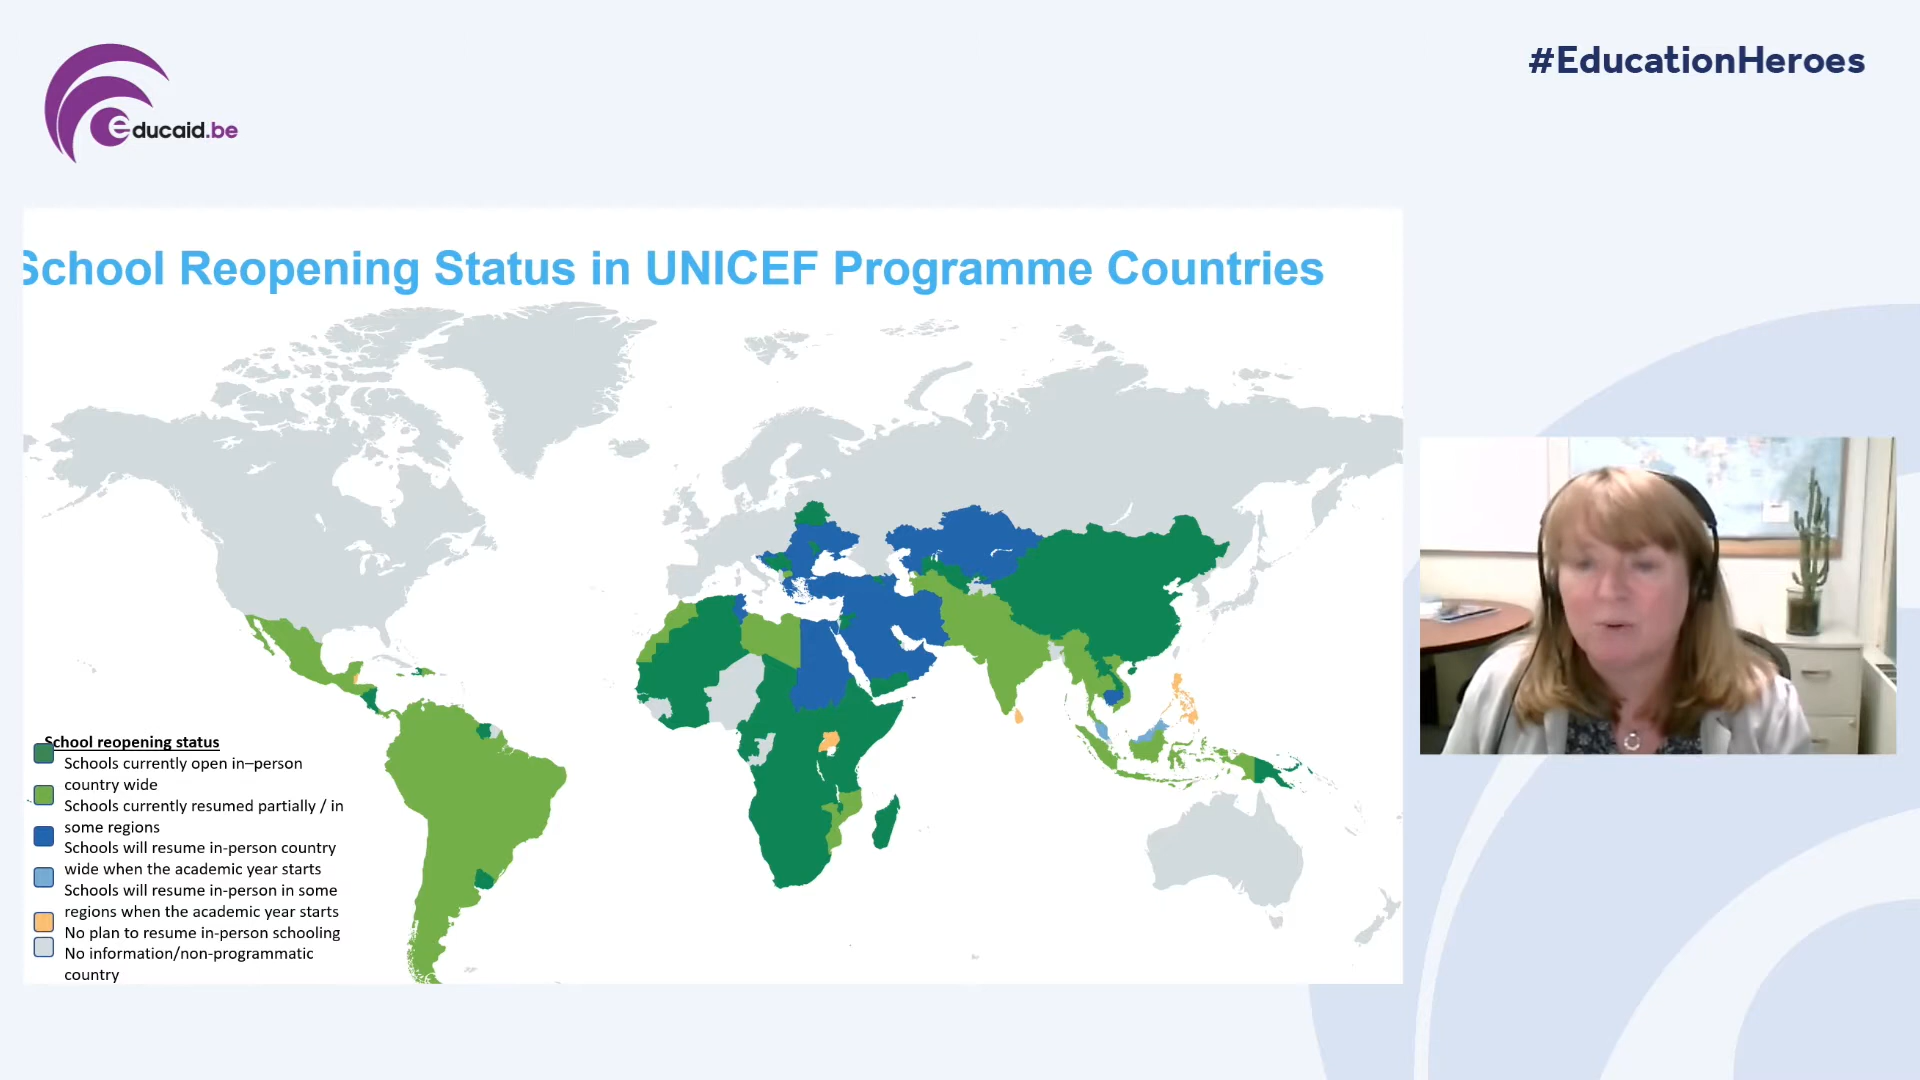 educaid.be
#EducationHeroes
School Reopening Status in UNICEF Programme Countries
School reopening status
Schools currently open in–person
country wide
Schools currently resumed partially / in
some regions
Schools will resume in-person country
wide when the academic year starts
Schools will resume in-person in some
regions when the academic year starts
No plan to resume in-person schooling
No information/non-programmatic
country